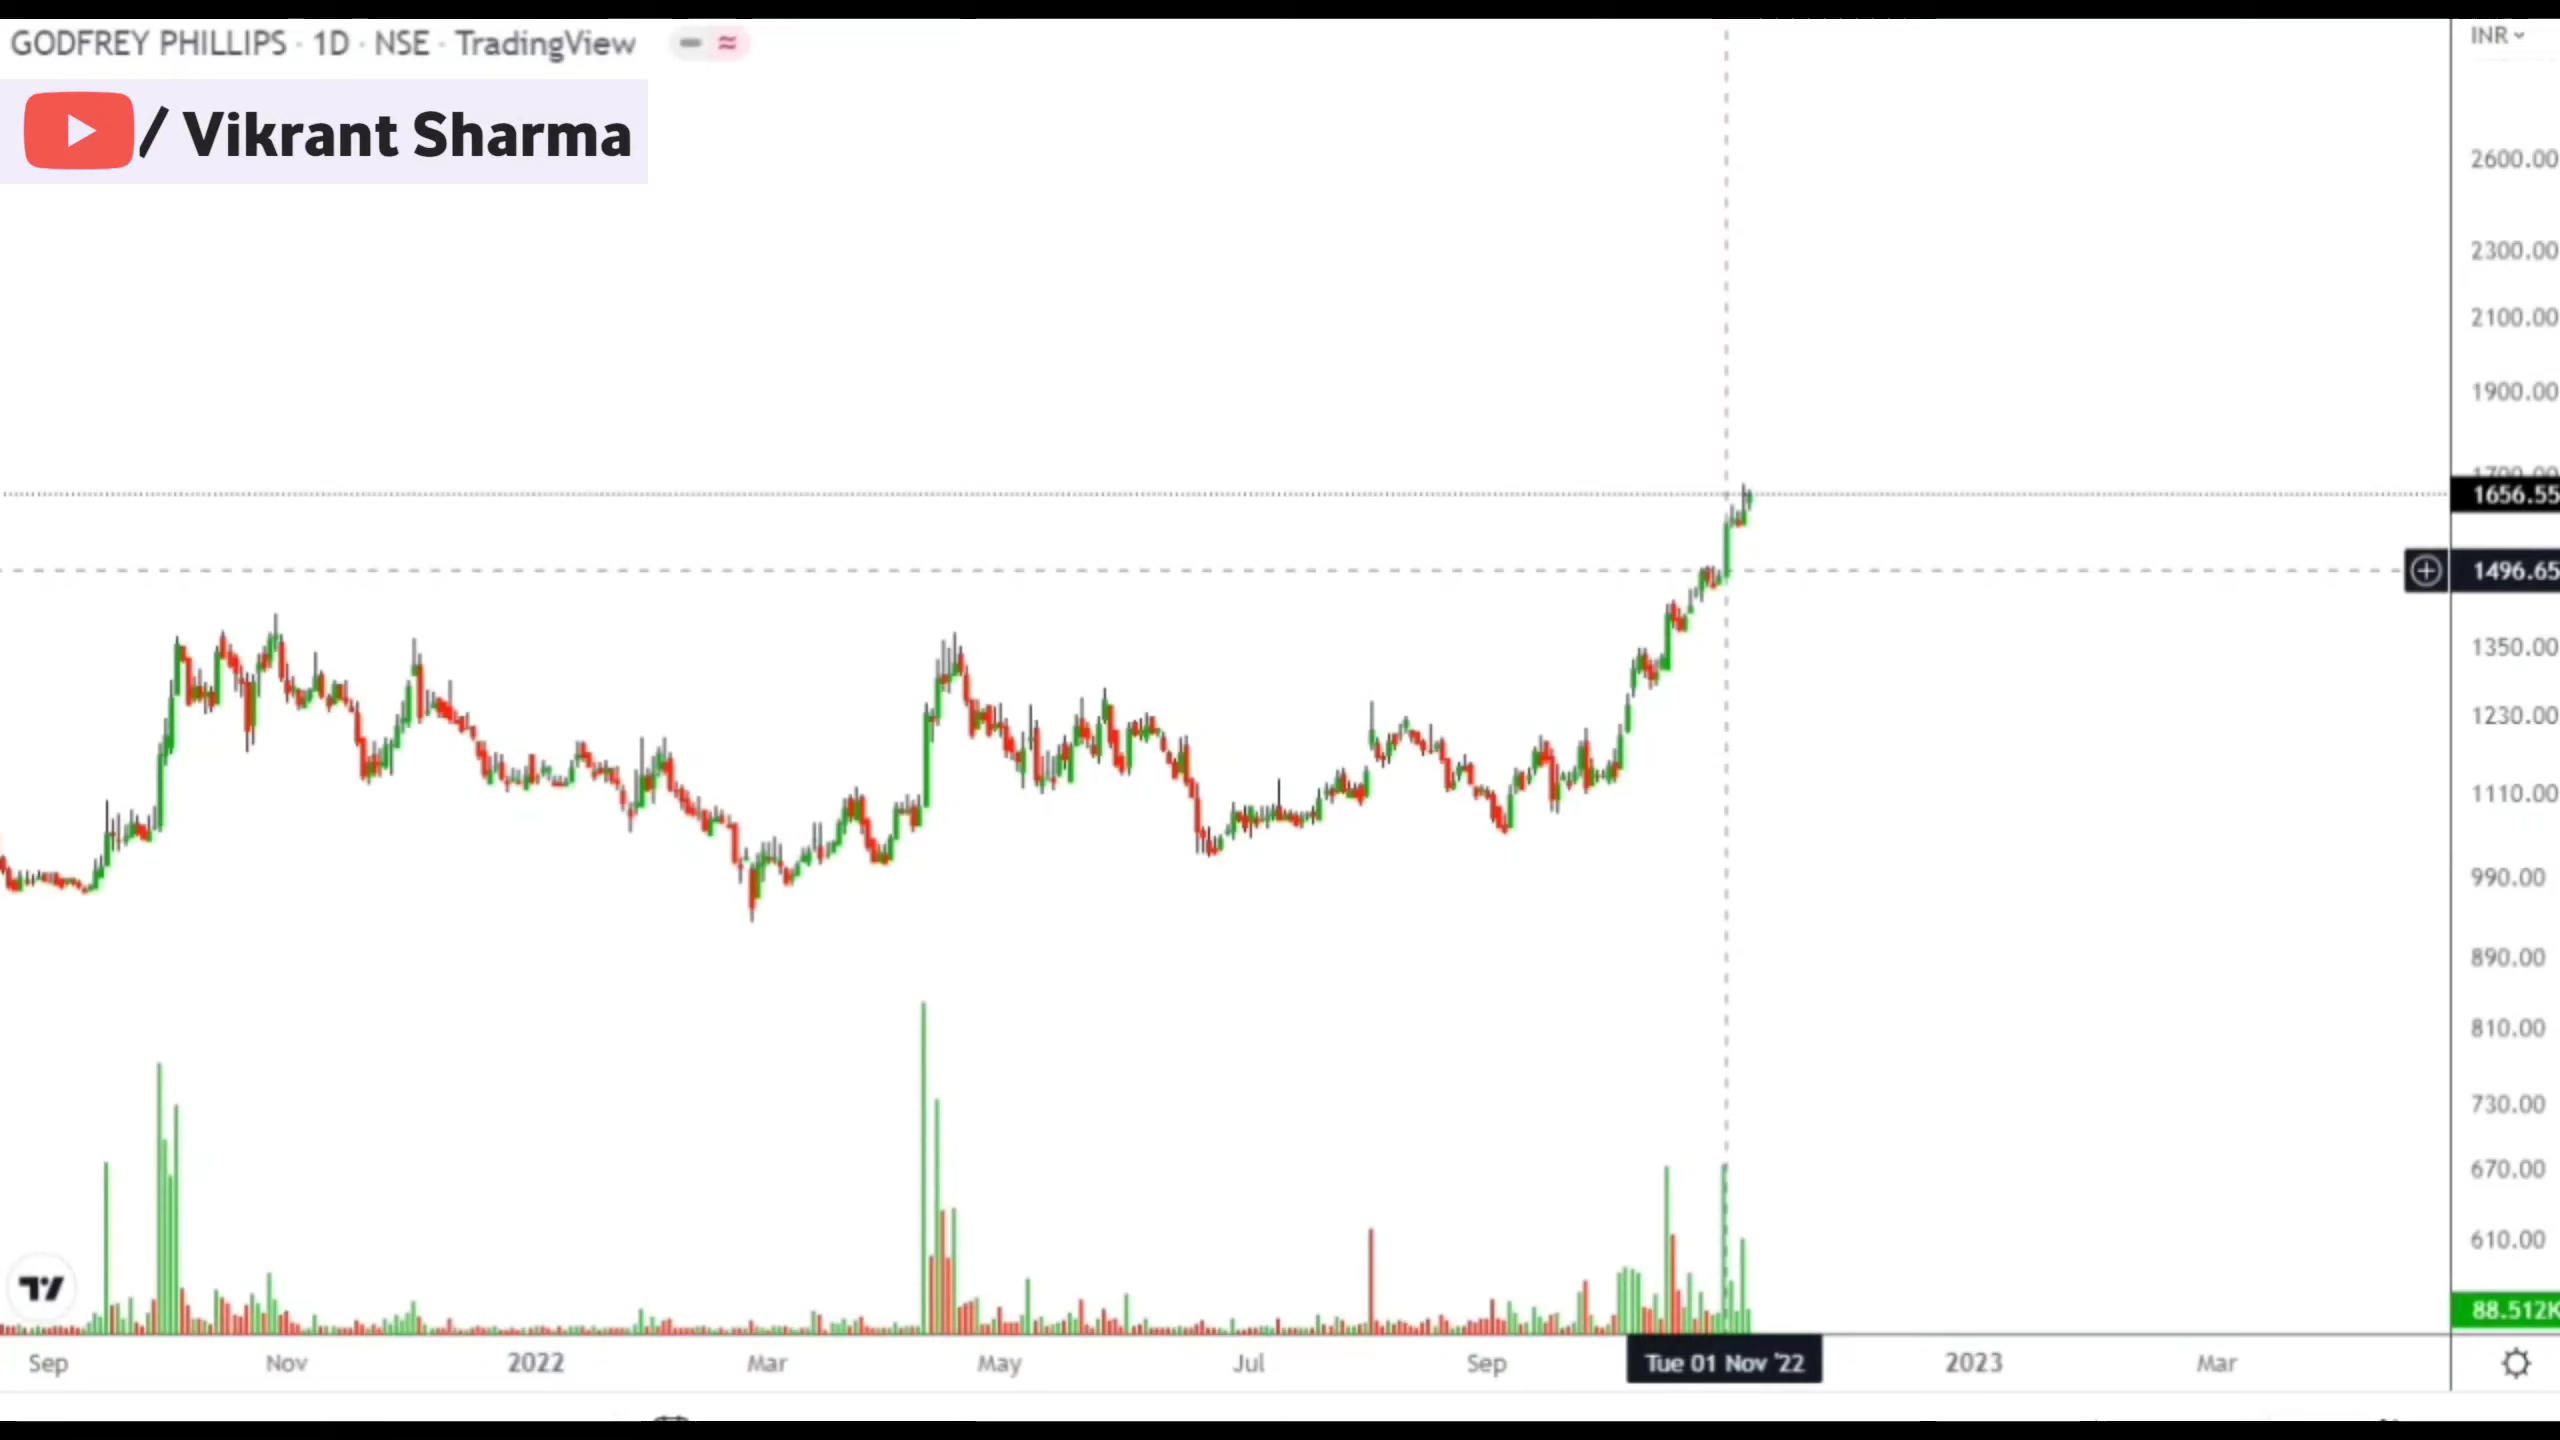 GODFREY PHILLIPS · 1D · NSE · TradingView
INR
/ Vikrant Sharma
2600.00
2300.00
2100.00
1900.00
1700.00
1656.55
1496.65
1350.00
1230.00
1110.00
990.00
890.00
810.00
730.00
670.00
610.00
88.512K
Sep
Nov
2022
Mar
May
Jul
Sep
Tue 01 Nov '22
2023
Mar